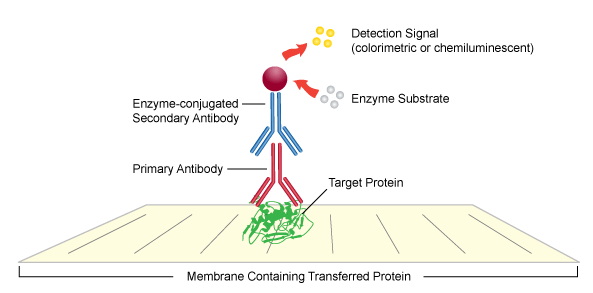 Detection Signal
(colorimetric or chemiluminescent)
Enzyme Substrate
Enzyme-conjugated
Secondary Antibody
Primary Antibody
Target Protein
Membrane Containing Transferred Protein